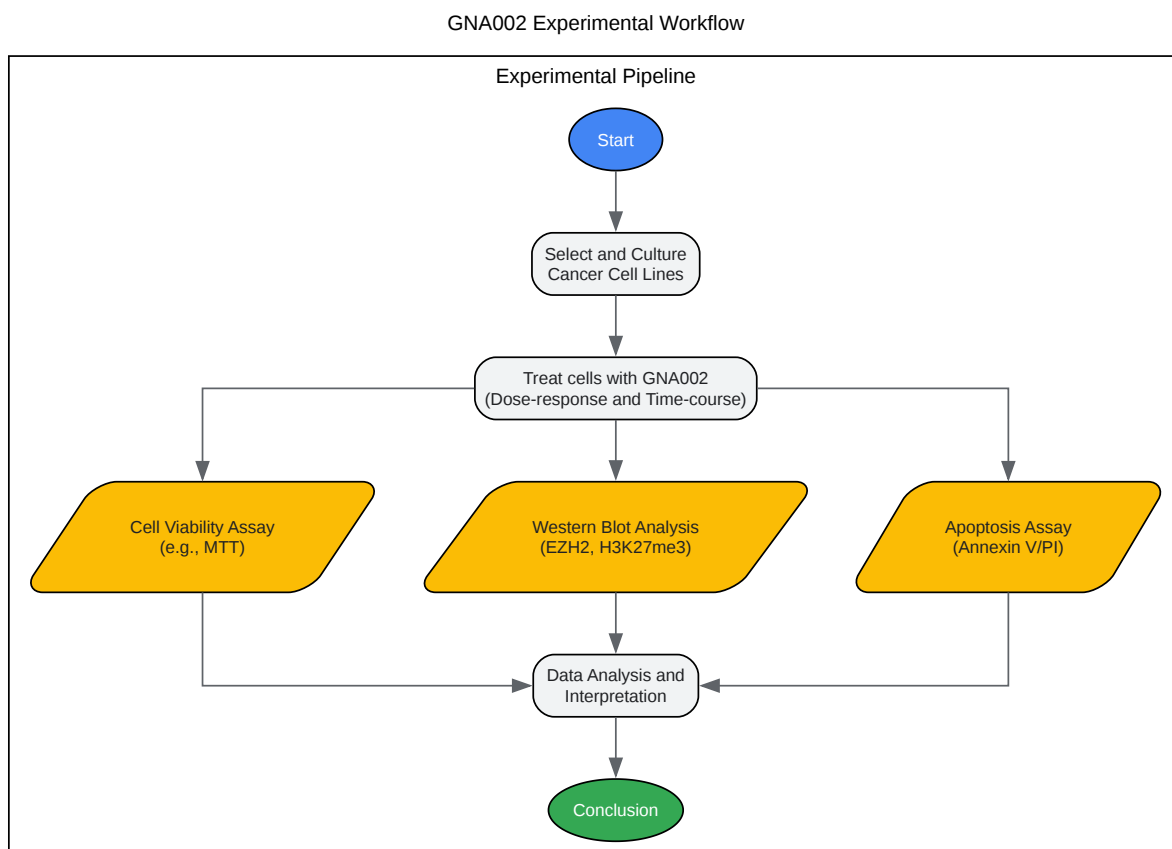 GNA002 Experimental Workflow
Experimental Pipeline
Start
Select and Culture
Cancer Cell Lines
Treat cells with GNA002
(Dose-response and Time-course)
Cell Viability Assay
(e.g., MTT)
Western Blot Analysis
(EZH2, H3K27me3)
Apoptosis Assay
(Annexin V/PI)
Data Analysis and
Interpretation
Conclusion